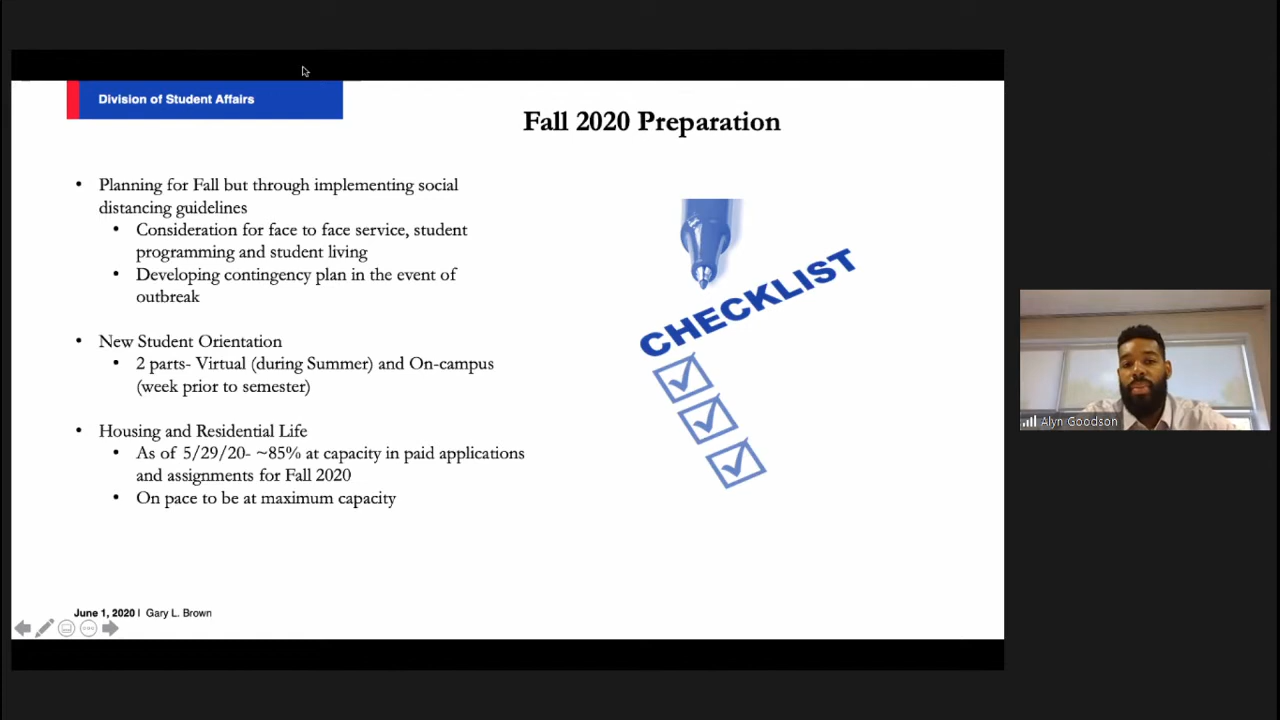 Division of Student Affairs
Fall 2020 Preparation
• Planning for Fall but through implementing social
distancing guidelines
• Consideration for face to face service, student
programming and student living
• Developing contingency plan in the event of
outbreak
• New Student Orientation
• 2 parts- Virtual (during Summer) and On-campus
(week prior to semester)
• Housing and Residential Life
• As of 5/29/20- ~85% at capacity in paid applications
and assignments for Fall 2020
• On pace to be at maximum capacity
CHECKLIST
Alyn Goodson
June 1, 2020 | Gary L. Brown